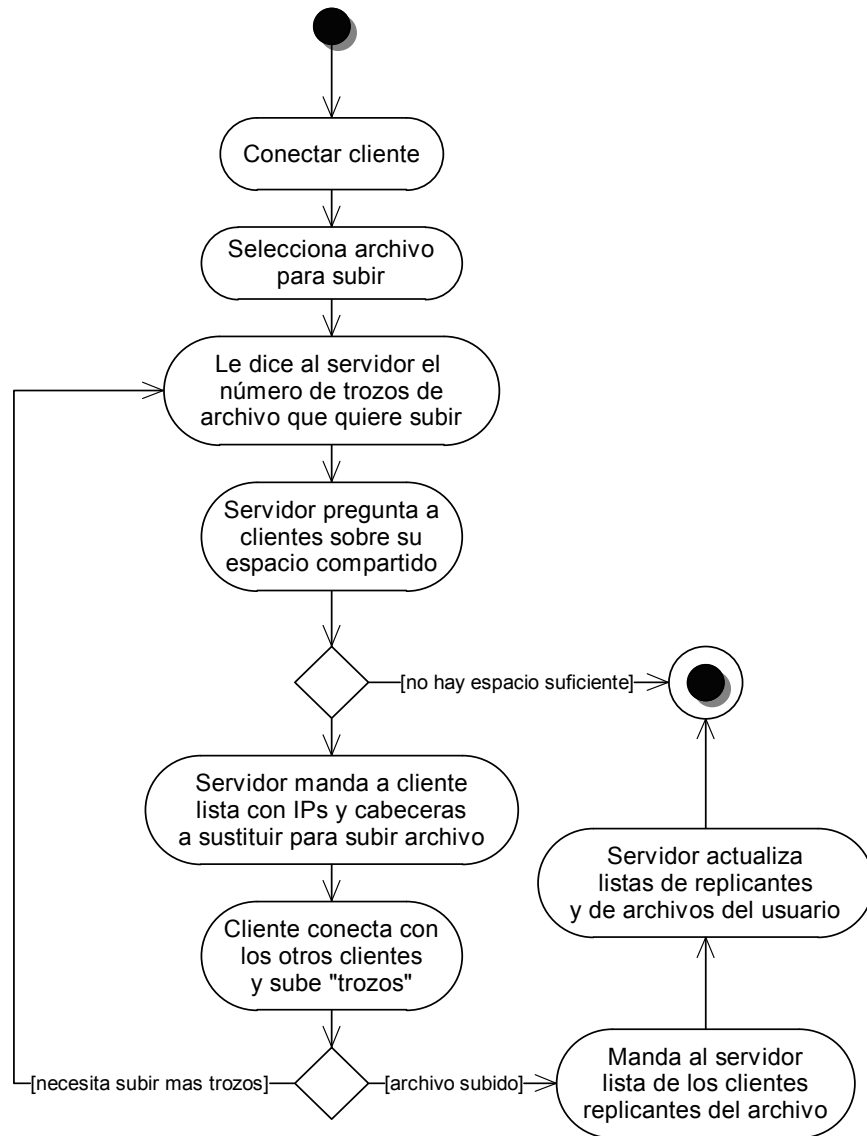 Conectar cliente
Selecciona archivo
para subir
Le dice al servidor el
número de trozos de
archivo que quiere subir
Servidor pregunta a
clientes sobre su
espacio compartido
[no hay espacio suficiente]
Servidor manda a cliente
lista con IPs y cabeceras
a sustituir para subir archivo
Servidor actualiza
listas de replicantes
y de archivos del usuario
Cliente conecta con
los otros clientes
y sube "trozos"
[necesita subir mas trozos]
[archivo subido]
Manda al servidor
lista de los clientes
replicantes del archivo